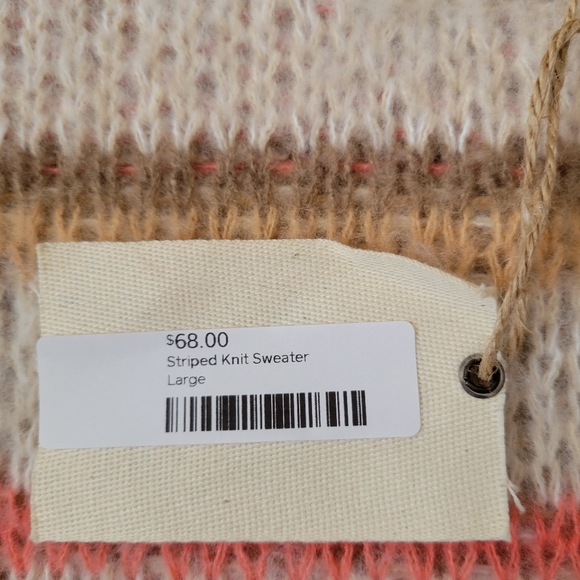 $68.00
Striped Knit Sweater
Large